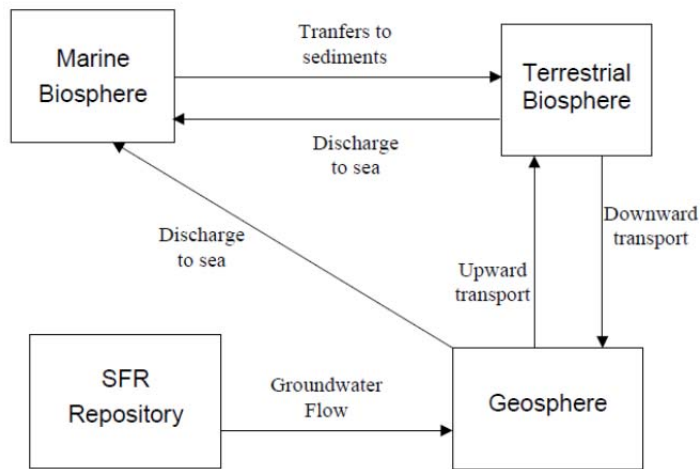 Marine
Biosphere
Tranfers to
sediments
Terrestrial
Biosphere
Discharge
to sea
Discharge
to sea
Upward
transport
Downward
transport
SFR
Repository
Groundwater
Flow
Geosphere